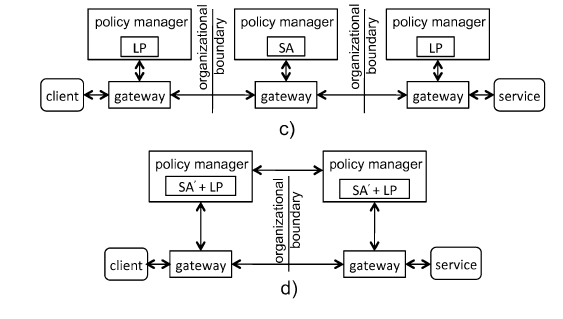 policy manager
LP
organizational
boundary
policy manager
SA
organizational
boundary
policy manager
LP
client
gateway
gateway
gateway
service
c)
policy manager
SA´ + LP
organizational
boundary
policy manager
SA´ + LP
client
gateway
gateway
service
d)